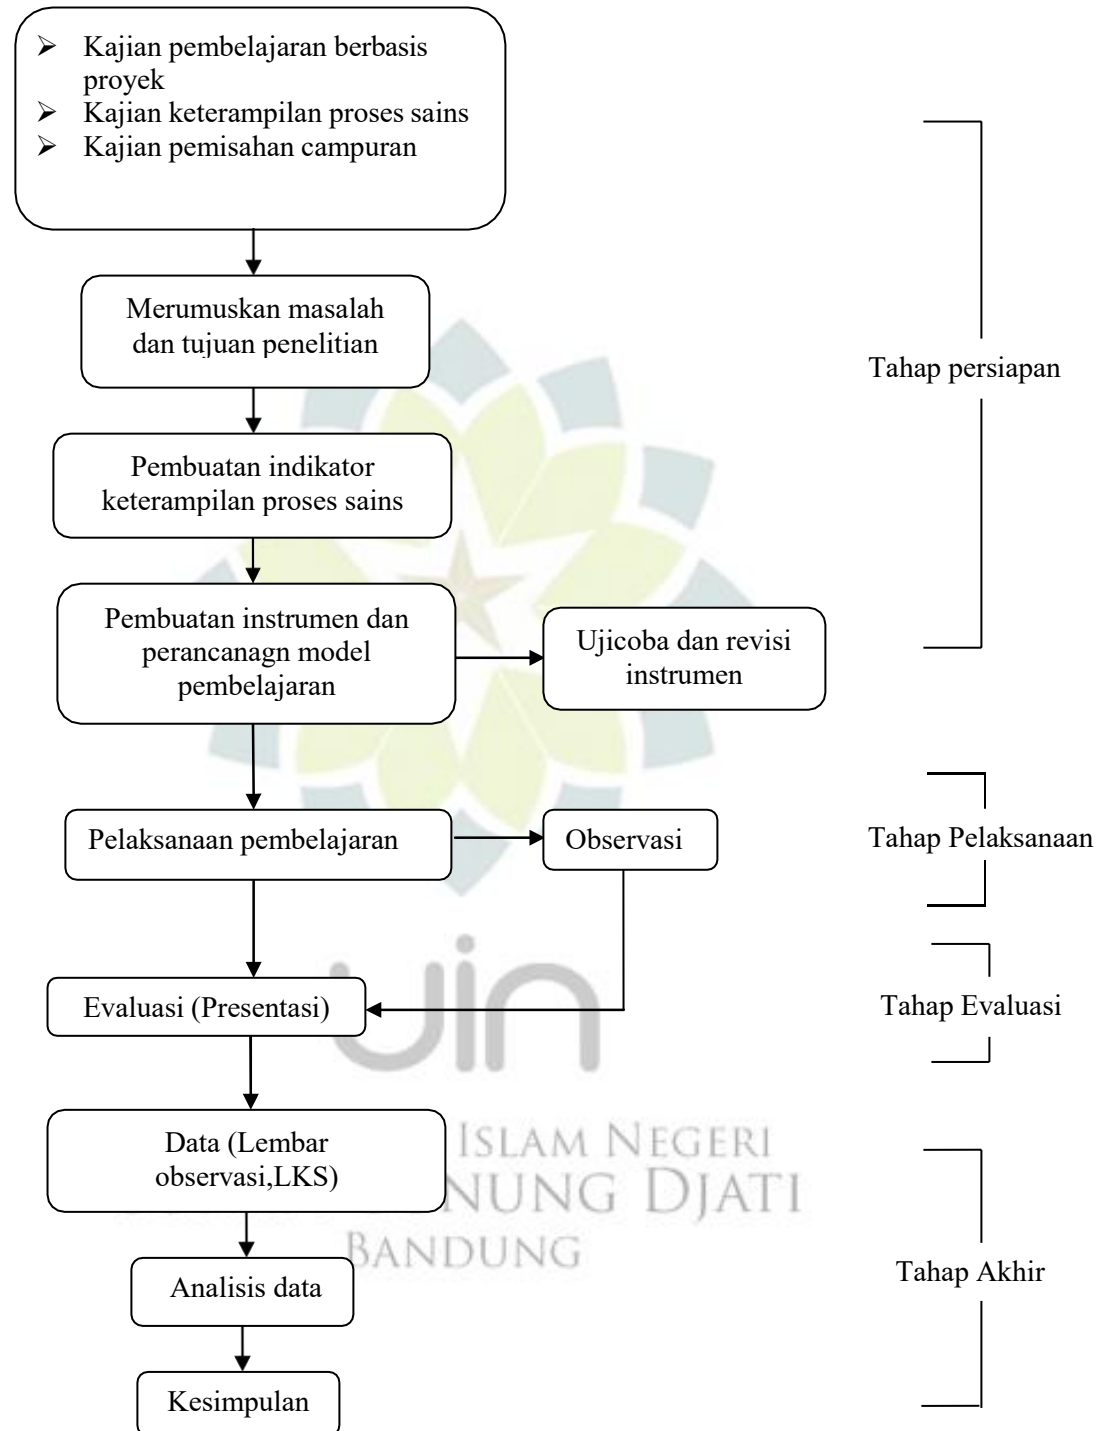 ➢ Kajian pembelajaran berbasis
proyek
➢ Kajian keterampilan proses sains
➢ Kajian pemisahan campuran
Merumuskan masalah
dan tujuan penelitian
Tahap persiapan
Pembuatan indikator
keterampilan proses sains
Pembuatan instrumen dan
perancanagn model
pembelajaran
Ujicoba dan revisi
instrumen
Pelaksanaan pembelajaran
Observasi
Tahap Pelaksanaan
uin
Evaluasi (Presentasi)
Tahap Evaluasi
Data (Lembar
observasi,LKS)
ISLAM NEGERI
NUNG DJATI
BANDUNG
Analisis data
Tahap Akhir
Kesimpulan